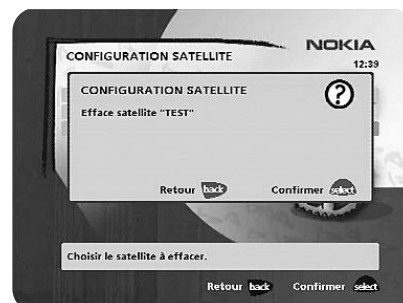 NOKIA
CONFIGURATION SATELLITE
12:39
CONFIGURATION SATELLITE
?
Efface satellite "TEST"
Retour back Confirmer select
Choisir le satellite à effacer.
Retour back Confirmer select